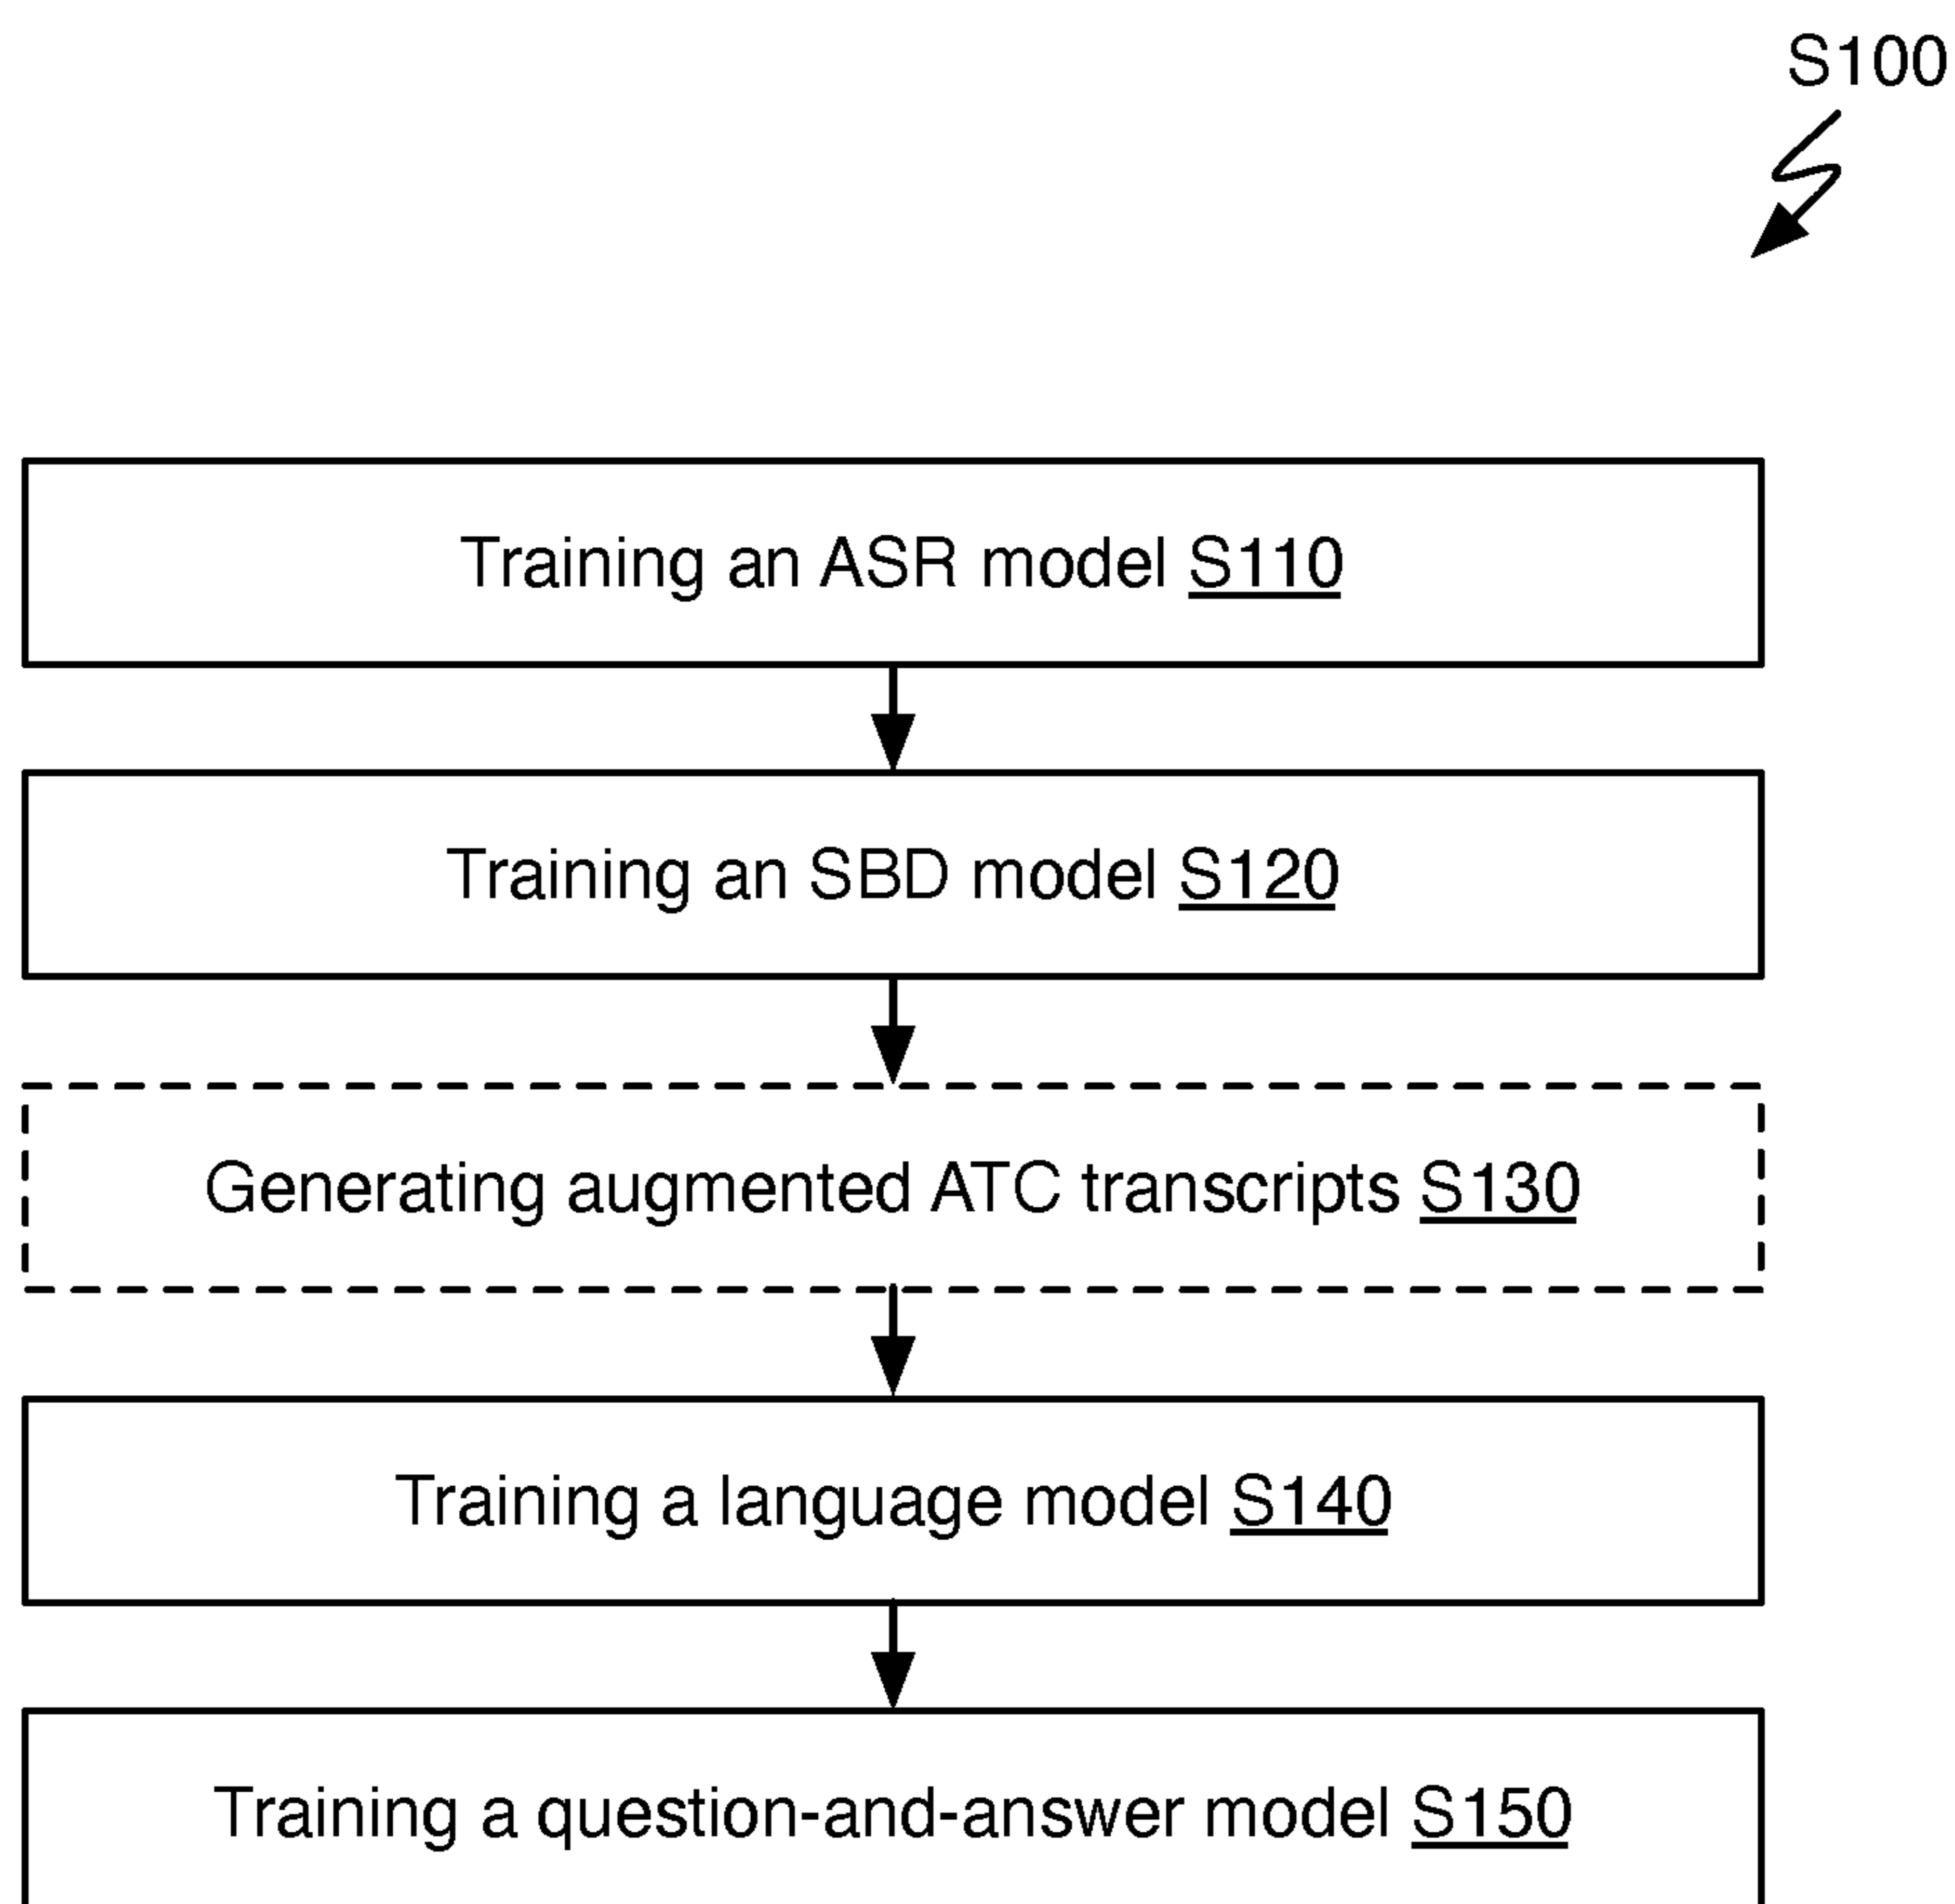 S100
Training an ASR model S110
Training an SBD model S120
Generating augmented ATC transcripts S130
Training a language model S140
Training a question-and-answer model S150